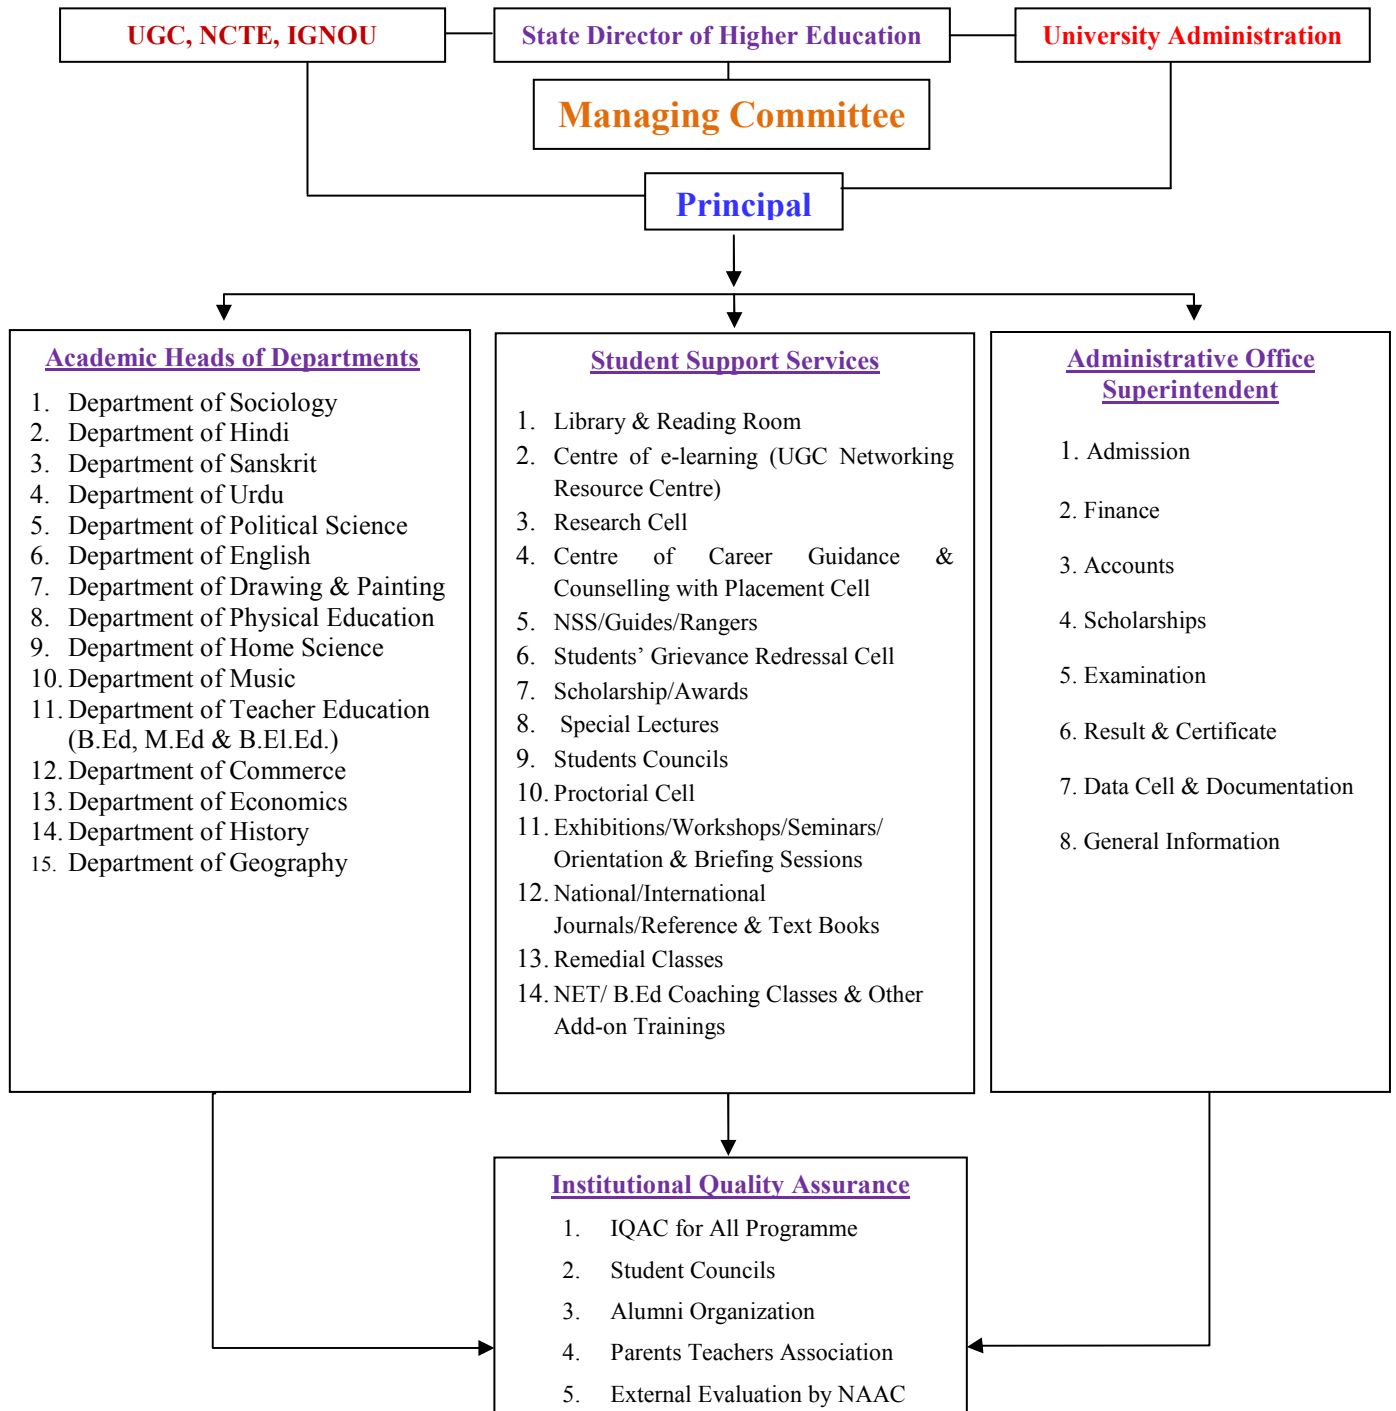 UGC, NCTE, IGNOU
State Director of Higher Education
University Administration
Managing Committee
Principal
Academic Heads of Departments
1. Department of Sociology
2. Department of Hindi
3. Department of Sanskrit
4. Department of Urdu
5. Department of Political Science
6. Department of English
7. Department of Drawing & Painting
8. Department of Physical Education
9. Department of Home Science
10. Department of Music
11. Department of Teacher Education
(B.Ed, M.Ed & B.El.Ed.)
12. Department of Commerce
13. Department of Economics
14. Department of History
15. Department of Geography
Student Support Services
1. Library & Reading Room
2. Centre of e-learning (UGC Networking
Resource Centre)
3. Research Cell
4. Centre of Career Guidance &
Counselling with Placement Cell
5. NSS/Guides/Rangers
6. Students’ Grievance Redressal Cell
7. Scholarship/Awards
8. Special Lectures
9. Students Councils
10. Proctorial Cell
11. Exhibitions/Workshops/Seminars/
Orientation & Briefing Sessions
12. National/International
Journals/Reference & Text Books
13. Remedial Classes
14. NET/ B.Ed Coaching Classes & Other
Add-on Trainings
Administrative Office
Superintendent
1. Admission
2. Finance
3. Accounts
4. Scholarships
5. Examination
6. Result & Certificate
7. Data Cell & Documentation
8. General Information
Institutional Quality Assurance
1. IQAC for All Programme
2. Student Councils
3. Alumni Organization
4. Parents Teachers Association
5. External Evaluation by NAAC